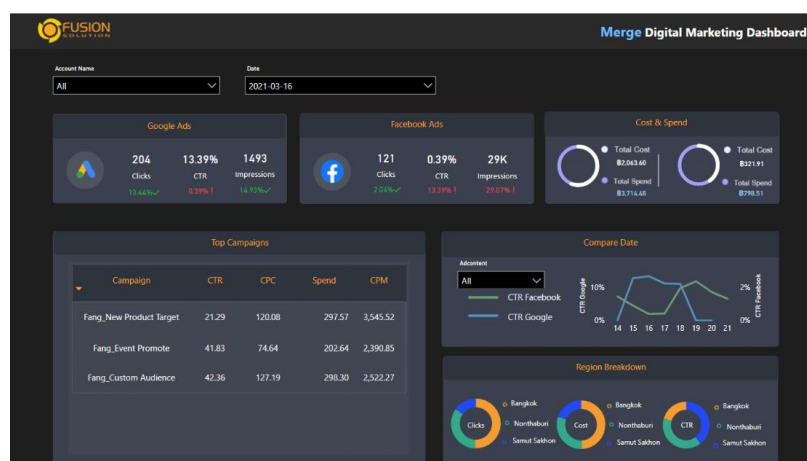 FUSION
SOLUTION
Merge Digital Marketing Dashboard
Account Name
All
Date
2021-03-16
Google Ads
204 13.39% 1493
Clicks CTR Impressions
13.44% 0.39% ! 14.93%
Facebook Ads
121 0.39% 29K
Clicks CTR Impressions
2.04% 13.39% ! 29.07% !
Cost & Spend
Total Cost
฿2,063.60
Total Spend
฿3,714.48
Total Cost
฿321.91
Total Spend
฿798.51
Top Campaigns
Campaign CTR CPC Spend CPM
Fang_New Product Target 21.29 120.08 297.57 3,545.52
Fang_Event Promote 41.83 74.64 202.64 2,390.85
Fang_Custom Audience 42.36 127.19 298.30 2,522.27
Compare Date
Adcontent
All
CTR Facebook
CTR Google
CTR Google
10%
0%
2%
0%
CTR Facebook
14 15 16 17 18 19 20 21
Region Breakdown
Clicks
Bangkok
Nonthaburi
Samut Sakhon
Cost
Bangkok
Nonthaburi
Samut Sakhon
CTR
Bangkok
Nonthaburi
Samut Sakhon